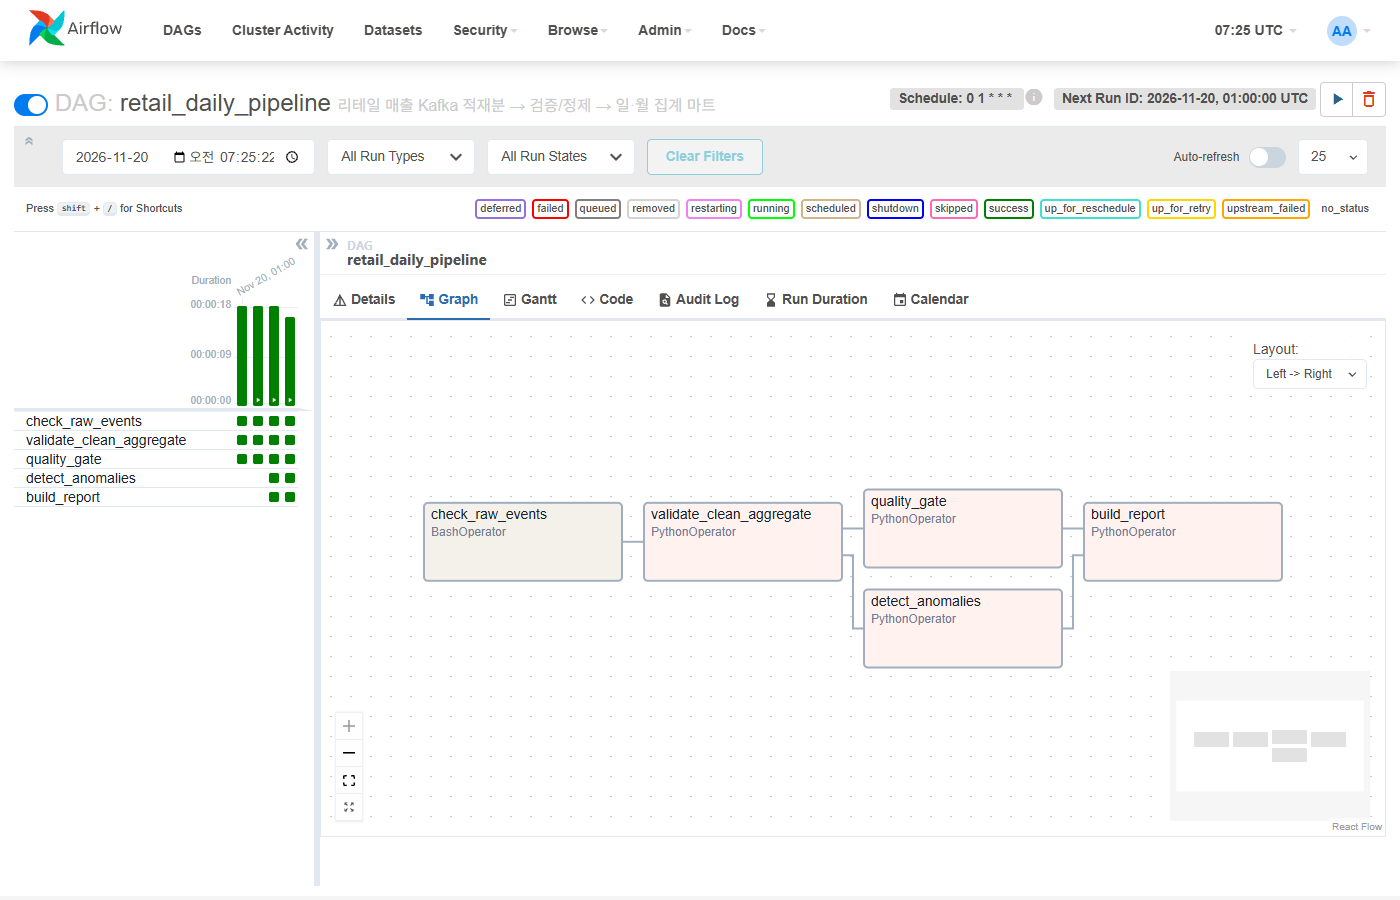 Airflow DAGs Cluster Activity Datasets Security Browse Admin Docs 07:25 UTC AA
DAG: retail_daily_pipeline 리테일 매출 Kafka 적재분 → 검증/정제 → 일·월 집계 마트 Schedule: 0 1 * * * i Next Run ID: 2026-11-20, 01:00:00 UTC
2026-11-20 오전 07:25:22 All Run Types All Run States Clear Filters Auto-refresh 25
Press shift + / for Shortcuts deferred failed queued removed restarting running scheduled shutdown skipped success up_for_reschedule up_for_retry upstream_failed no_status
Duration
Nov 20, 01:00
00:00:18
00:00:09
00:00:00
check_raw_events
validate_clean_aggregate
quality_gate
detect_anomalies
build_report
DAG
retail_daily_pipeline
Details Graph Gantt Code Audit Log Run Duration Calendar
Layout:
Left -> Right
check_raw_events
BashOperator
validate_clean_aggregate
PythonOperator
quality_gate
PythonOperator
detect_anomalies
PythonOperator
build_report
PythonOperator
React Flow